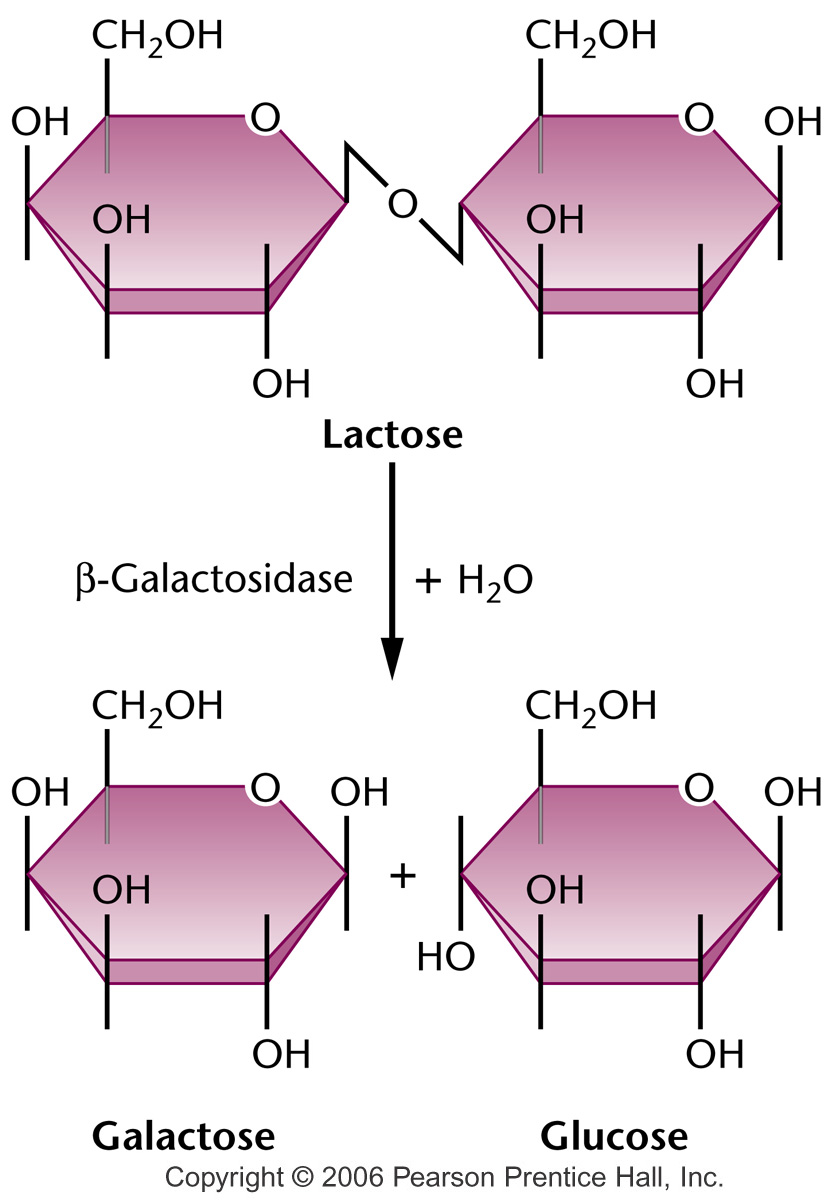 CH₂OH CH₂OH
OH O O OH
O
OH OH
OH OH
Lactose
β-Galactosidase + H₂O
CH₂OH CH₂OH
OH O OH O OH
+
OH OH
HO
OH OH
Galactose Glucose
Copyright © 2006 Pearson Prentice Hall, Inc.